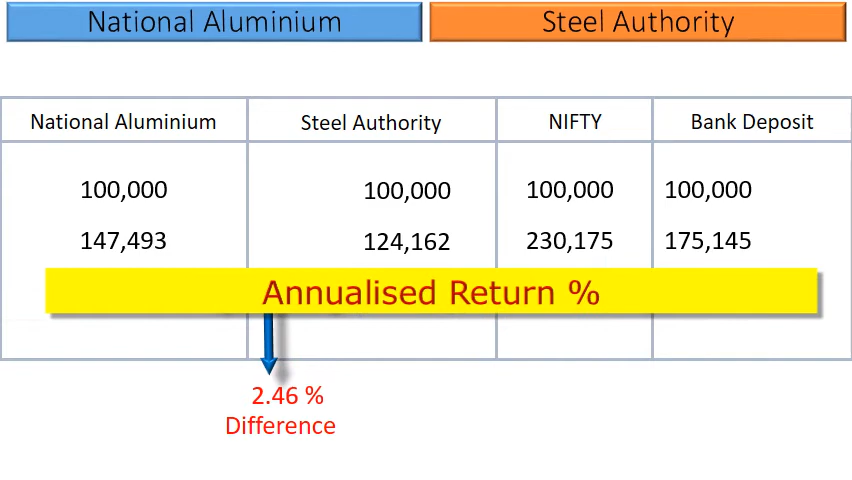 National Aluminium Steel Authority
National Aluminium Steel Authority NIFTY Bank Deposit
100,000 100,000 100,000 100,000
147,493 124,162 230,175 175,145
Annualised Return %
2.46 %
Difference